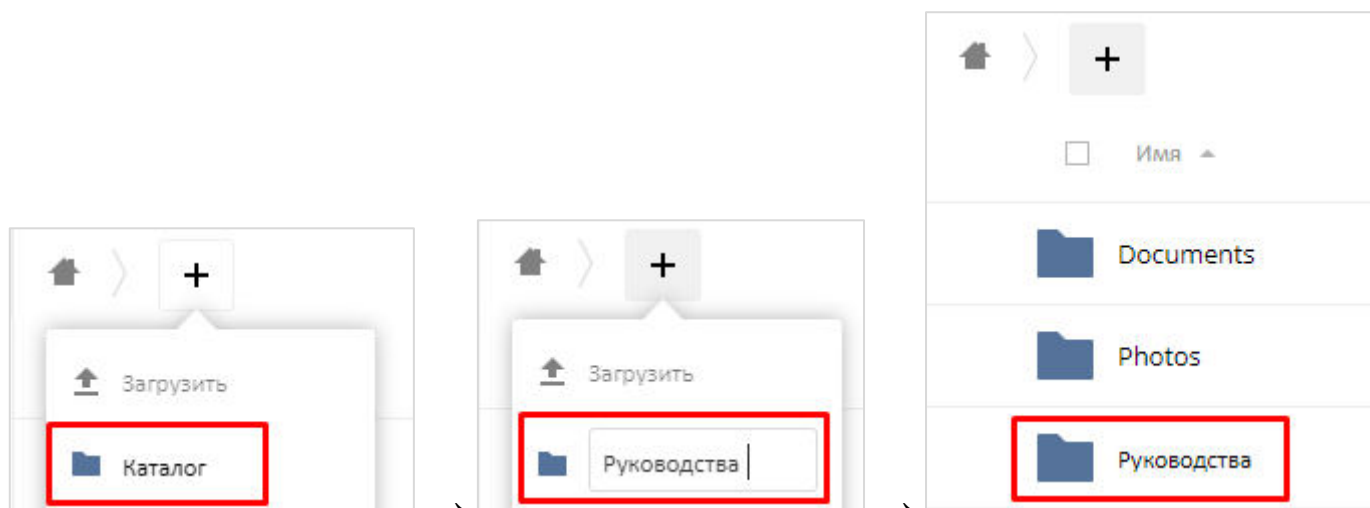 +
Загрузить
Каталог
+
Загрузить
Руководства
+
Имя
Documents
Photos
Руководства